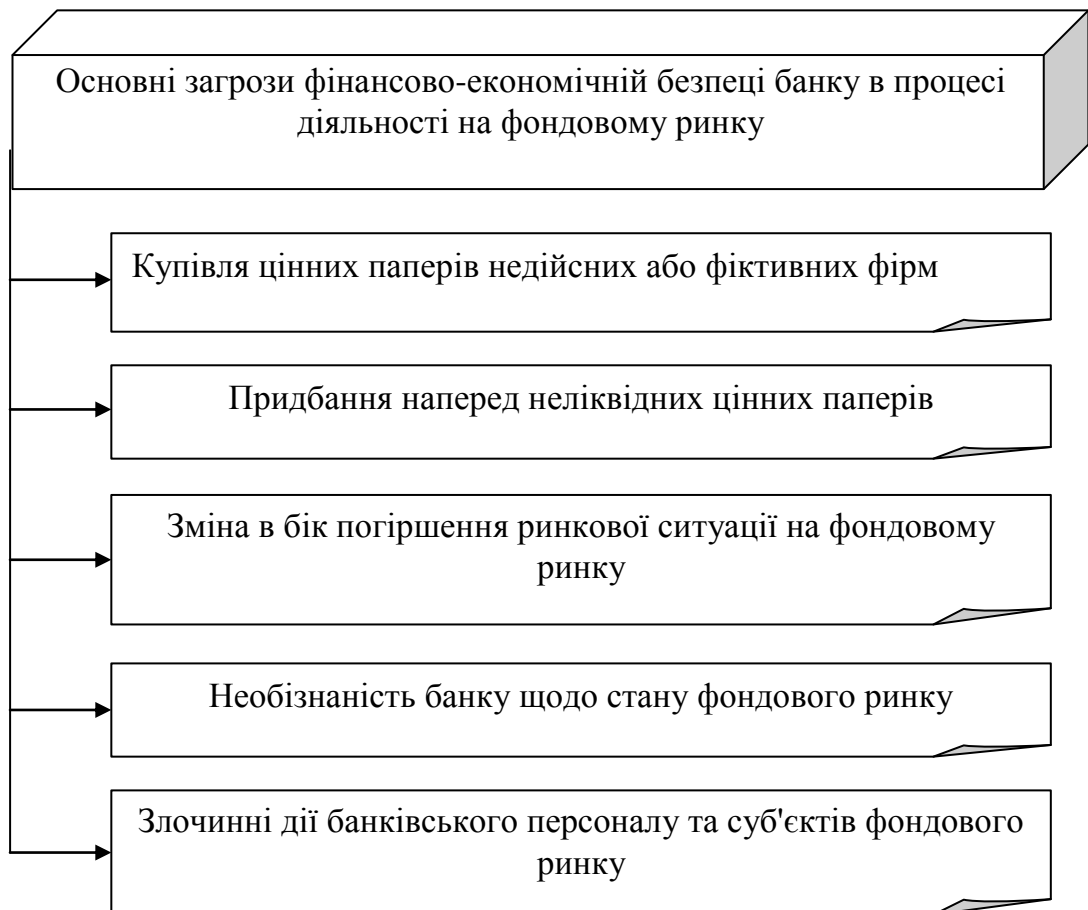 Основні загрози фінансово-економічній безпеці банку в процесі
діяльності на фондовому ринку
Купівля цінних паперів недійсних або фіктивних фірм
Придбання наперед неліквідних цінних паперів
Зміна в бік погіршення ринкової ситуації на фондовому
ринку
Необізнаність банку щодо стану фондового ринку
Злочинні дії банківського персоналу та суб'єктів фондового
ринку